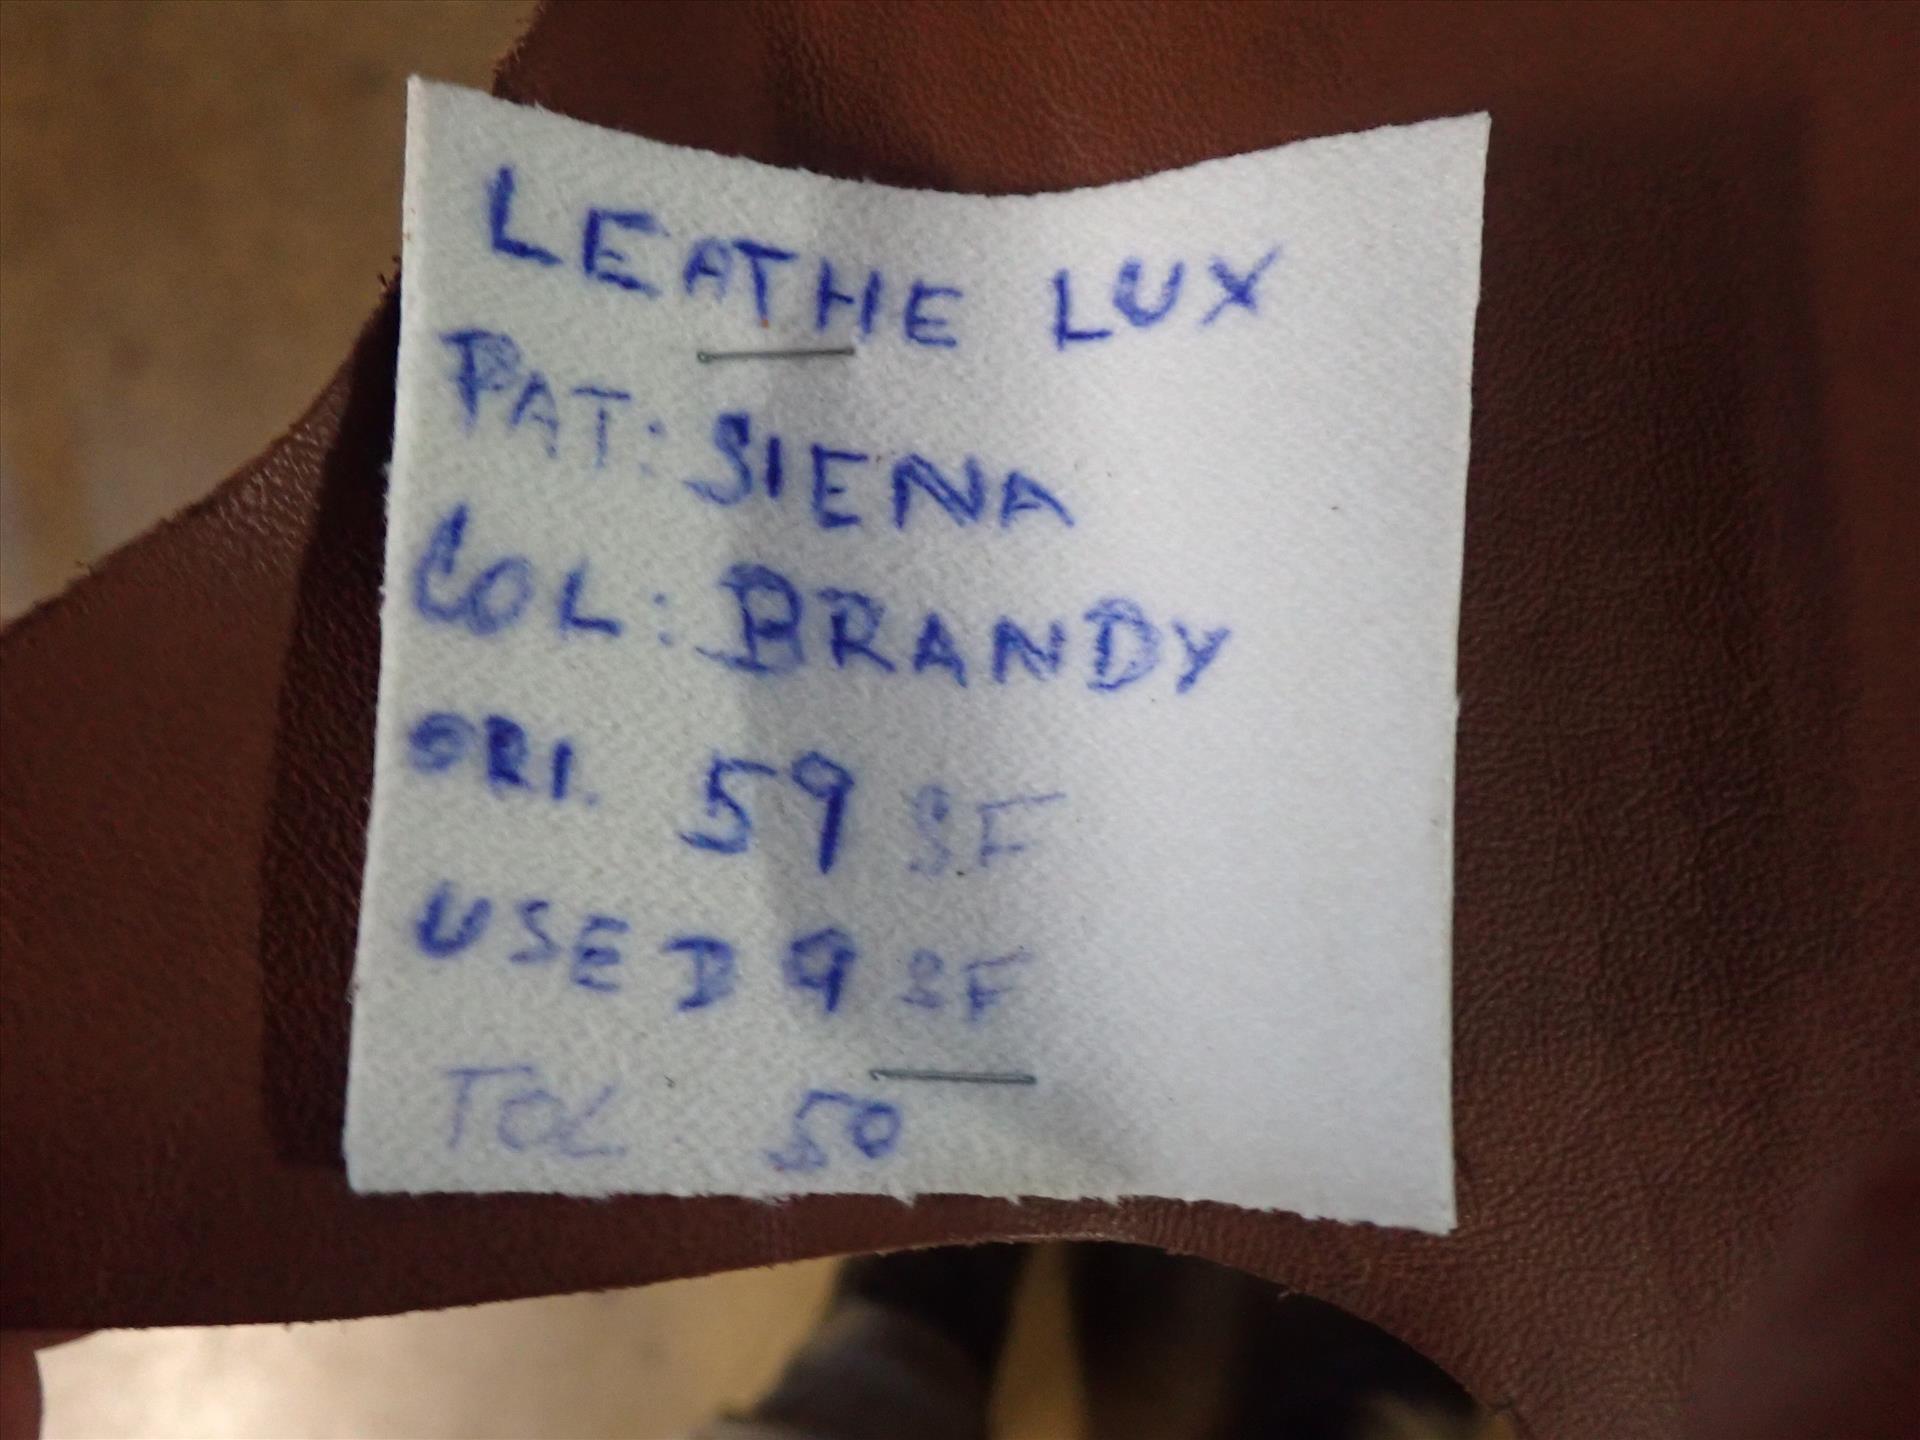 LEATHE LUX
PAT: SIENA
COL: BRANDY
ORI. 59 SF
USED 9 SF
TOL 50